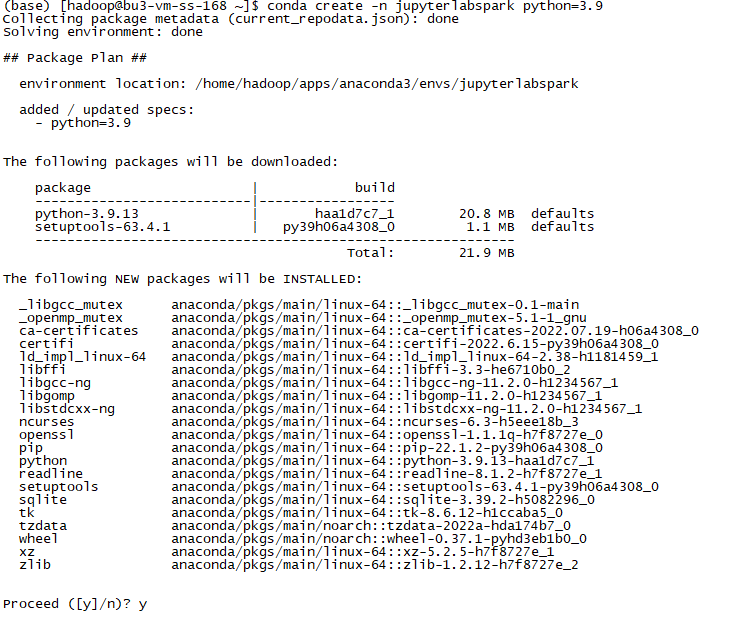 (base) [hadoop@bu3-vm-ss-168 ~]$ conda create -n jupyterlabspark python=3.9
Collecting package metadata (current_repodata.json): done
Solving environment: done
## Package Plan ##
  environment location: /home/hadoop/apps/anaconda3/envs/jupyterlabspark
  added / updated specs:
    - python=3.9
The following packages will be downloaded:
    package                    |            build
    ---------------------------|-----------------
    python-3.9.13              |       haa1d7c7_1        20.8 MB  defaults
    setuptools-63.4.1          |   py39h06a4308_0         1.1 MB  defaults
    ------------------------------------------------------------
                                           Total:        21.9 MB
The following NEW packages will be INSTALLED:
  _libgcc_mutex      anaconda/pkgs/main/linux-64::_libgcc_mutex-0.1-main
  _openmp_mutex      anaconda/pkgs/main/linux-64::_openmp_mutex-5.1-1_gnu
  ca-certificates    anaconda/pkgs/main/linux-64::ca-certificates-2022.07.19-h06a4308_0
  certifi            anaconda/pkgs/main/linux-64::certifi-2022.6.15-py39h06a4308_0
  ld_impl_linux-64   anaconda/pkgs/main/linux-64::ld_impl_linux-64-2.38-h1181459_1
  libffi             anaconda/pkgs/main/linux-64::libffi-3.3-he6710b0_2
  libgcc-ng          anaconda/pkgs/main/linux-64::libgcc-ng-11.2.0-h1234567_1
  libgomp            anaconda/pkgs/main/linux-64::libgomp-11.2.0-h1234567_1
  libstdcxx-ng       anaconda/pkgs/main/linux-64::libstdcxx-ng-11.2.0-h1234567_1
  ncurses            anaconda/pkgs/main/linux-64::ncurses-6.3-h5eee18b_3
  openssl            anaconda/pkgs/main/linux-64::openssl-1.1.1q-h7f8727e_0
  pip                anaconda/pkgs/main/linux-64::pip-22.1.2-py39h06a4308_0
  python             anaconda/pkgs/main/linux-64::python-3.9.13-haa1d7c7_1
  readline           anaconda/pkgs/main/linux-64::readline-8.1.2-h7f8727e_1
  setuptools         anaconda/pkgs/main/linux-64::setuptools-63.4.1-py39h06a4308_0
  sqlite             anaconda/pkgs/main/linux-64::sqlite-3.39.2-h5082296_0
  tk                 anaconda/pkgs/main/linux-64::tk-8.6.12-h1ccaba5_0
  tzdata             anaconda/pkgs/main/noarch::tzdata-2022a-hda174b7_0
  wheel              anaconda/pkgs/main/noarch::wheel-0.37.1-pyhd3eb1b0_0
  xz                 anaconda/pkgs/main/linux-64::xz-5.2.5-h7f8727e_1
  zlib               anaconda/pkgs/main/linux-64::zlib-1.2.12-h7f8727e_2
Proceed ([y]/n)? y